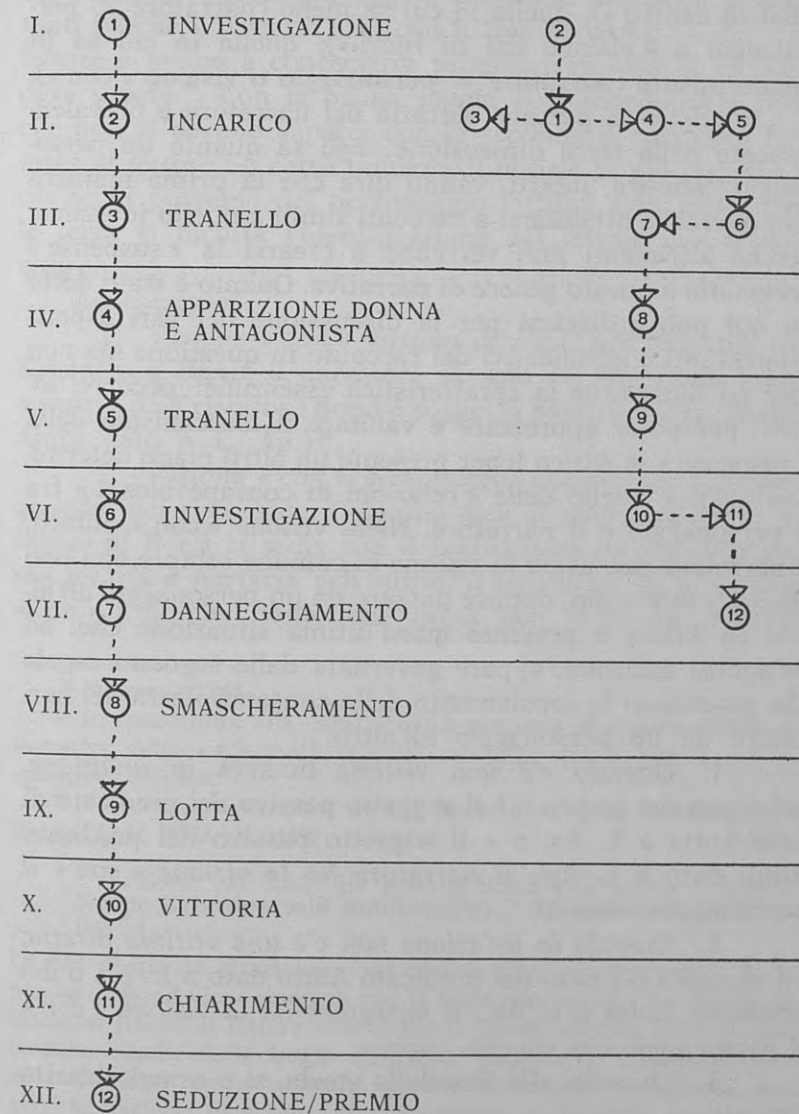 I. 1 INVESTIGAZIONE 2
II. 2 INCARICO 3 1 4 5
III. 3 TRANELLO 7 6
IV. 4 APPARIZIONE DONNA 8
E ANTAGONISTA
V. 5 TRANELLO 9
VI. 6 INVESTIGAZIONE 10 11
VII. 7 DANNEGGIAMENTO 12
VIII. 8 SMASCHERAMENTO
IX. 9 LOTTA
X. 10 VITTORIA
XI. 11 CHIARIMENTO
XII. 12 SEDUZIONE/PREMIO